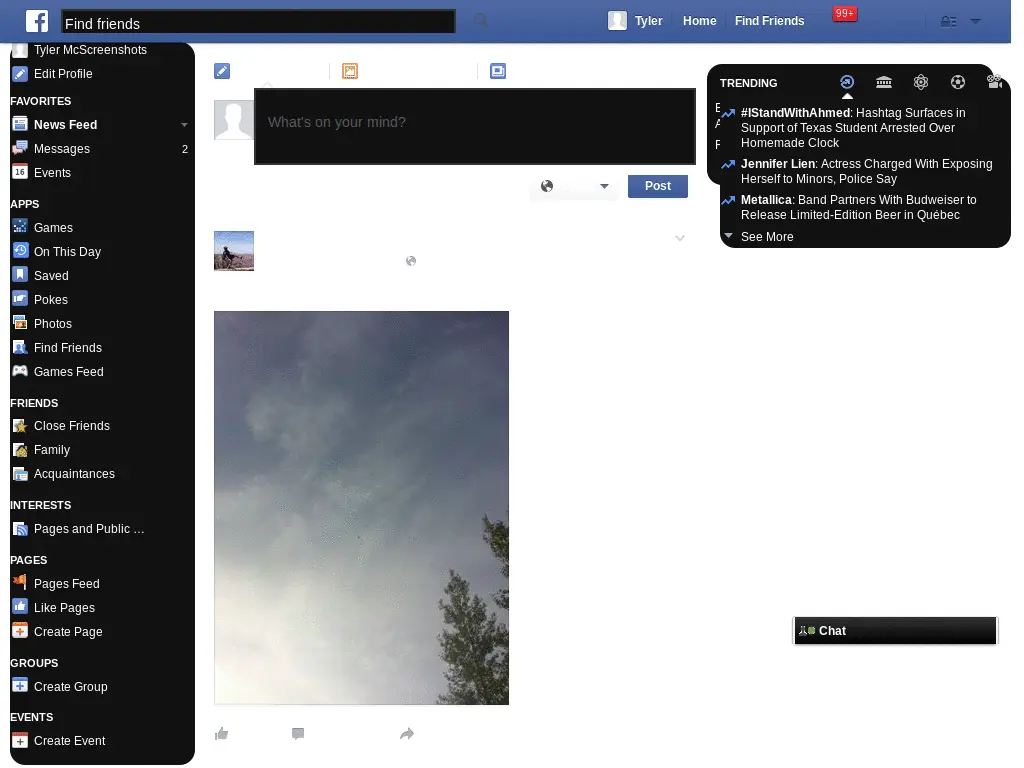 Find friends
Tyler
Home
Find Friends
99+
Tyler McScreenshots
Edit Profile
FAVORITES
News Feed
Messages 2
16
Events
APPS
Games
On This Day
Saved
Pokes
Photos
Find Friends
Games Feed
FRIENDS
Close Friends
Family
Acquaintances
INTERESTS
Pages and Public ...
PAGES
Pages Feed
Like Pages
Create Page
GROUPS
Create Group
EVENTS
Create Event
What's on your mind?
Post
TRENDING
#IStandWithAhmed: Hashtag Surfaces in
Support of Texas Student Arrested Over
Homemade Clock
Jennifer Lien: Actress Charged With Exposing
Herself to Minors, Police Say
Metallica: Band Partners With Budweiser to
Release Limited-Edition Beer in Québec
See More
Chat